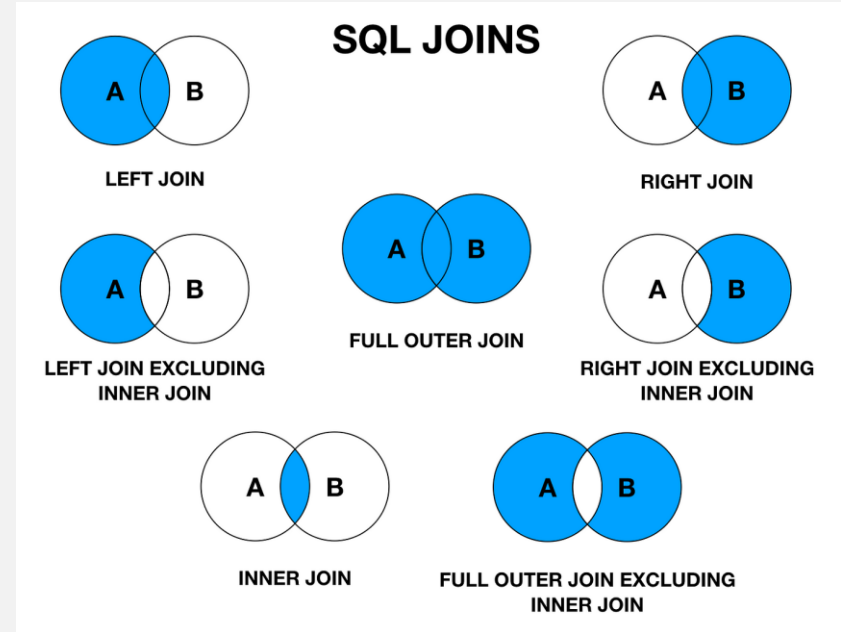 SQL JOINS
A B
LEFT JOIN
A B
RIGHT JOIN
A B
FULL OUTER JOIN
A B
LEFT JOIN EXCLUDING
INNER JOIN
A B
RIGHT JOIN EXCLUDING
INNER JOIN
A B
INNER JOIN
A B
FULL OUTER JOIN EXCLUDING
INNER JOIN